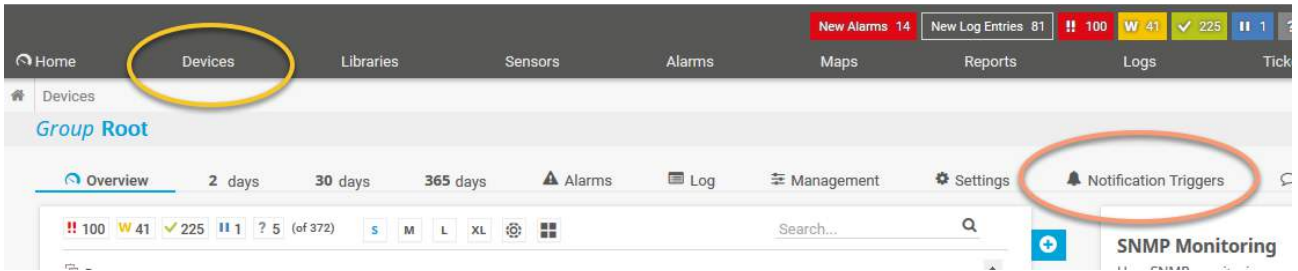 New Alarms 14 New Log Entries 81 !! 100 W 41 225 1 ?
Home Devices Libraries Sensors Alarms Maps Reports Logs
Devices
Group Root
Overview 2 days 30 days 365 days Alarms Log Management Settings Notification Triggers
!! 100 W 41 225 1 ? 5 (of 372) S M L XL Search...
SNMP Monitoring